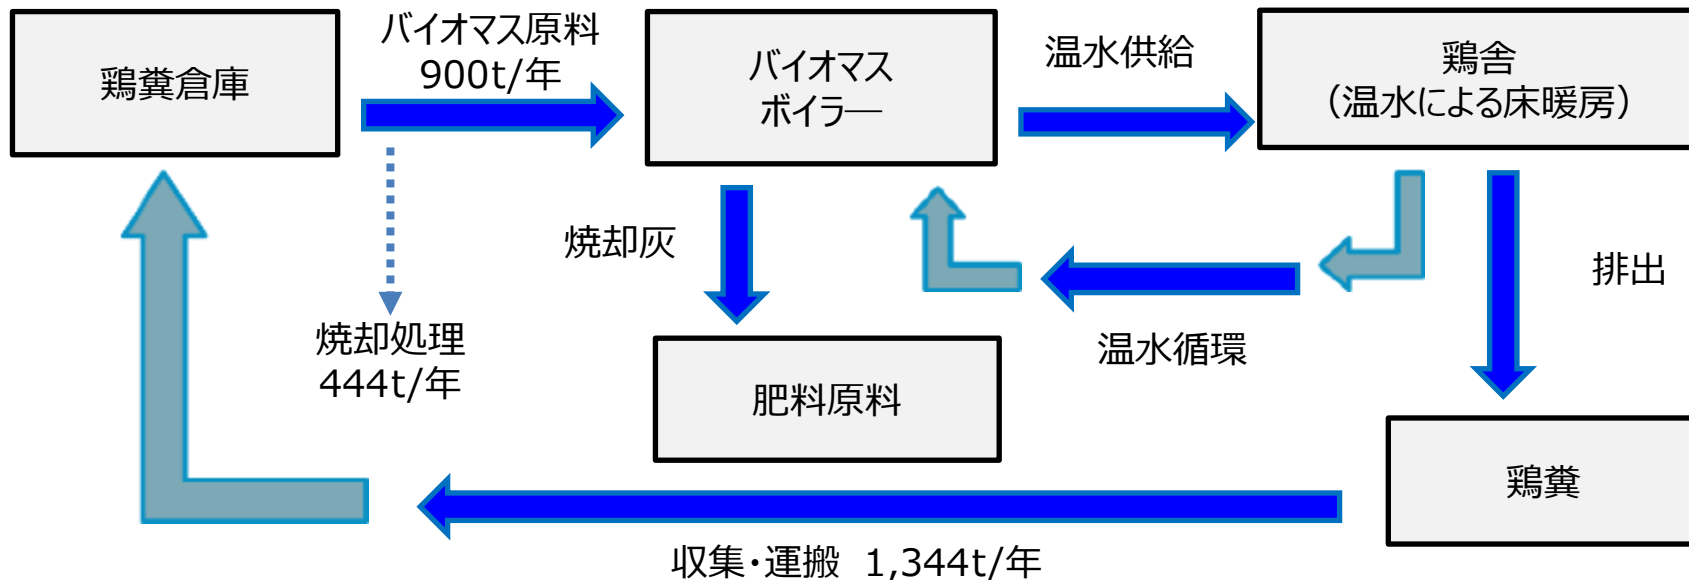 鶏糞倉庫
バイオマス原料
900t/年
バイオマス
ボイラ―
温水供給
鶏舎
（温水による床暖房）
焼却灰
排出
焼却処理
444t/年
温水循環
肥料原料
鶏糞
収集・運搬 1,344t/年